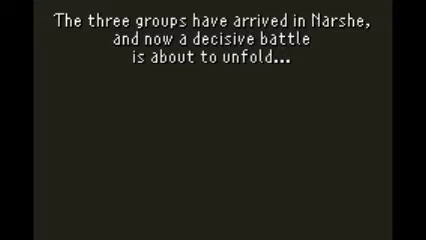 The three groups have arrived in Narshe,
and now a decisive battle
is about to unfold...